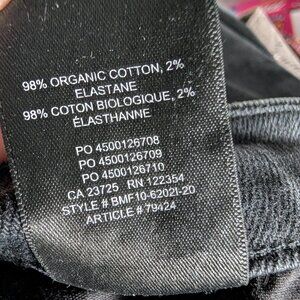 98% ORGANIC COTTON, 2%
ELASTANE
98% COTON BIOLOGIQUE, 2%
ÉLASTHANNE
PO 4500126708
PO 4500126709
PO 4500126710
CA 23725 RN 122354
STYLE # BMF10-6202I-20
ARTICLE # 79424